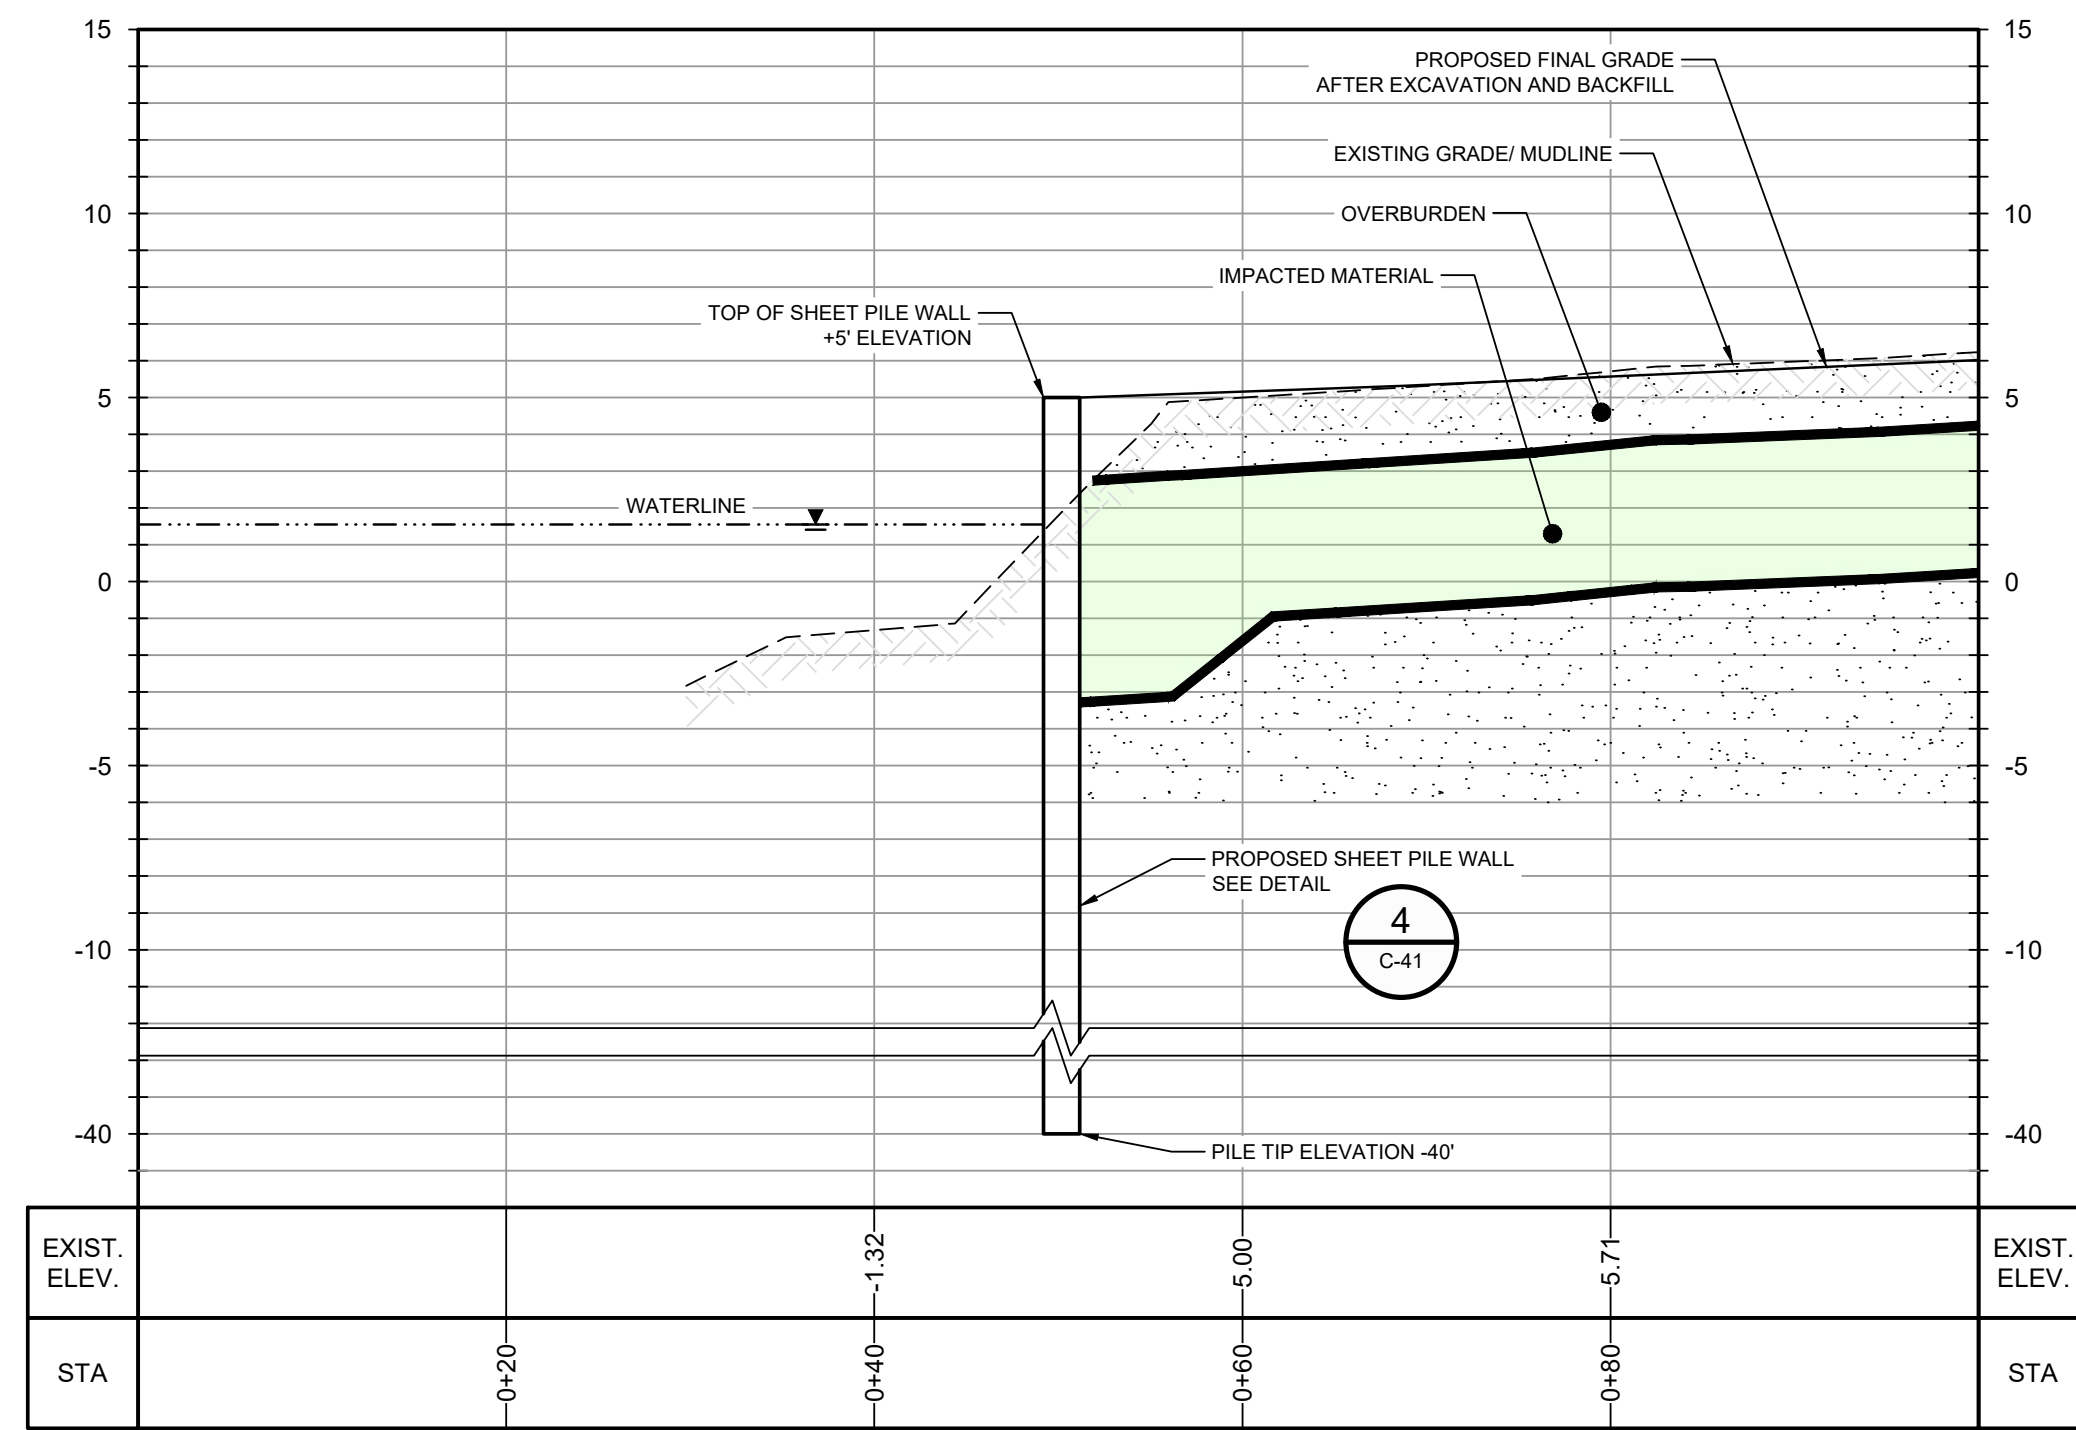 15
15
PROPOSED FINAL GRADE
AFTER EXCAVATION AND BACKFILL
EXISTING GRADE/ MUDLINE
10
OVERBURDEN
10
IMPACTED MATERIAL
TOP OF SHEET PILE WALL
+5' ELEVATION
5
5
WATERLINE
0
0
-5
-5
PROPOSED SHEET PILE WALL
SEE DETAIL
4
C-41
-10
-10
-40
-40
PILE TIP ELEVATION -40'
EXIST.
ELEV.
-1.32
5.00
5.71
EXIST.
ELEV.
STA
0+20
0+40
0+60
0+80
STA